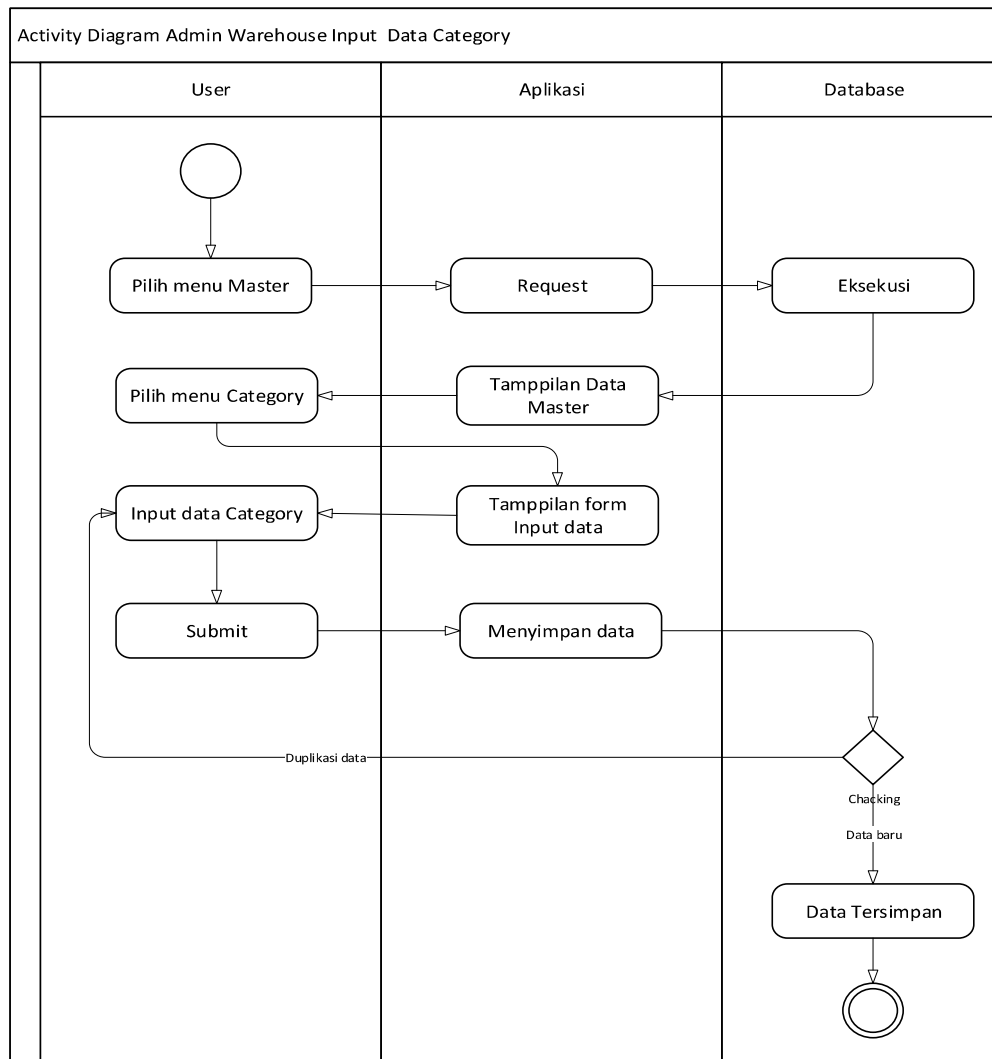 Activity Diagram Admin Warehouse Input Data Category
User
Aplikasi
Database
Pilih menu Master
Request
Eksekusi
Pilih menu Category
Tamppilan Data
Master
Input data Category
Tamppilan form
Input data
Submit
Menyimpan data
Duplikasi data
Chacking
Data baru
Data Tersimpan